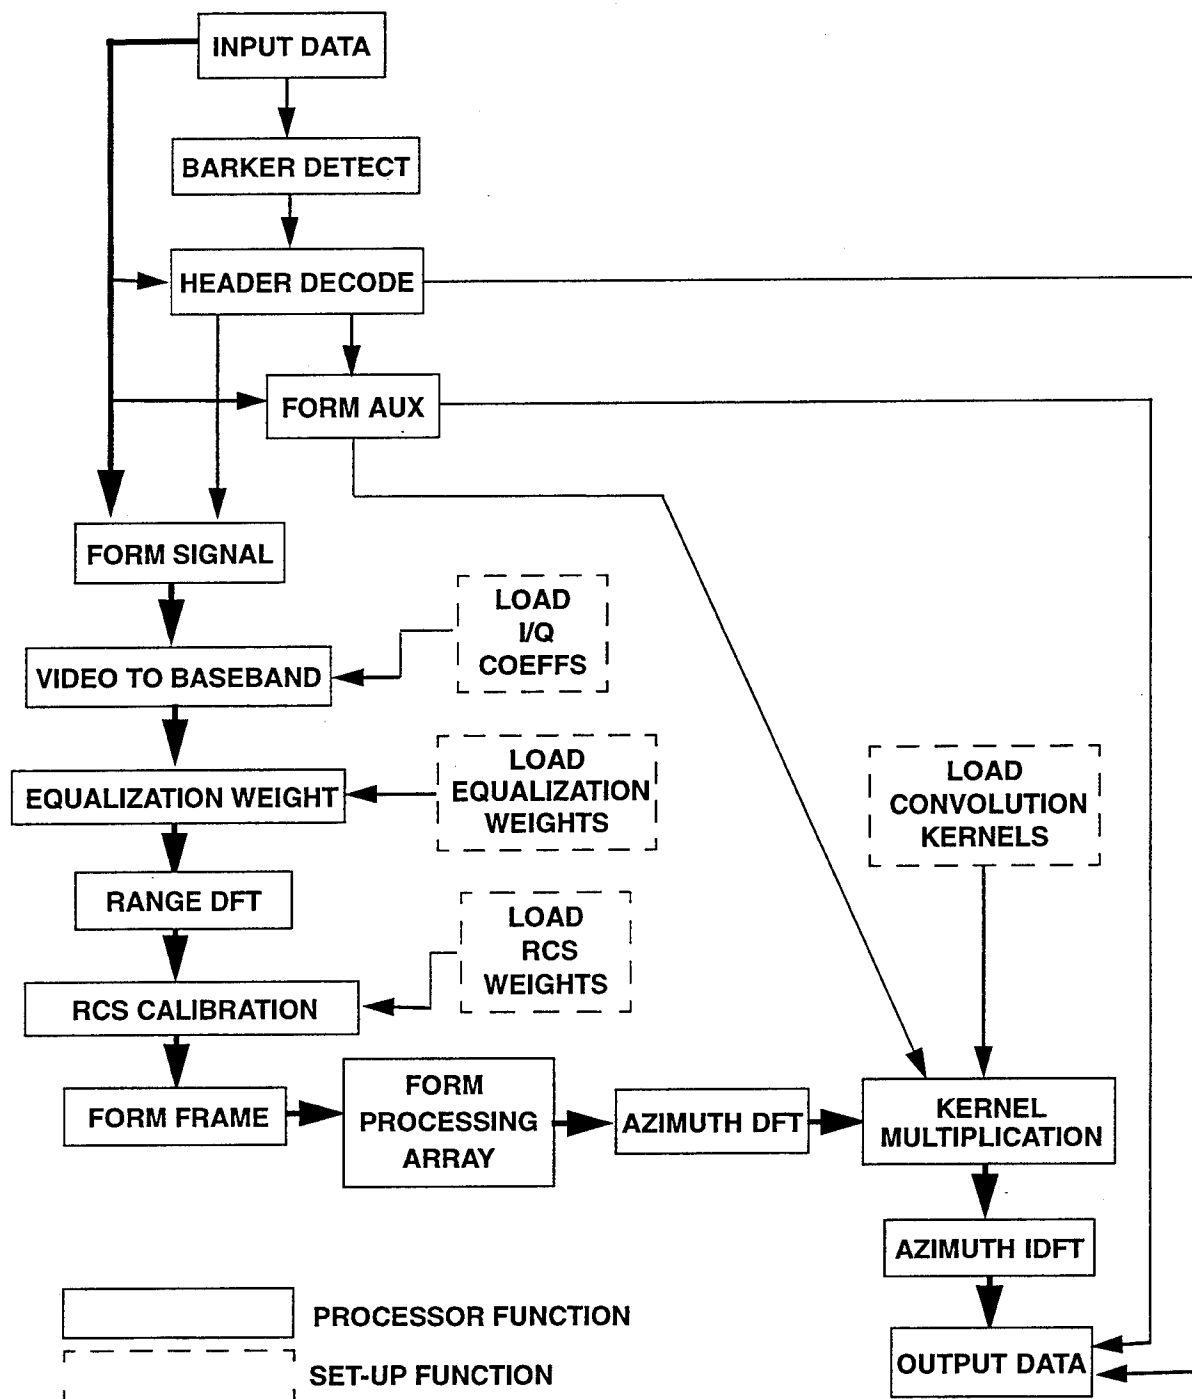 INPUT DATA
BARKER DETECT
HEADER DECODE
FORM AUX
FORM SIGNAL
LOAD
I/Q
COEFFS
VIDEO TO BASEBAND
LOAD
EQUALIZATION
WEIGHTS
EQUALIZATION WEIGHT
LOAD
CONVOLUTION
KERNELS
RANGE DFT
LOAD
RCS
WEIGHTS
RCS CALIBRATION
FORM FRAME
FORM
PROCESSING
ARRAY
AZIMUTH DFT
KERNEL
MULTIPLICATION
AZIMUTH IDFT
OUTPUT DATA
PROCESSOR FUNCTION
SET-UP FUNCTION